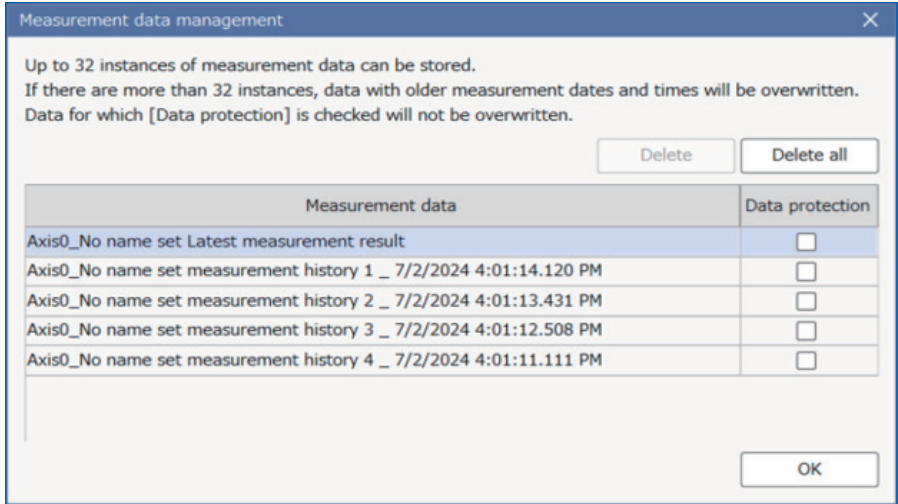 Measurement data management
Up to 32 instances of measurement data can be stored.
If there are more than 32 instances, data with older measurement dates and times will be overwritten.
Data for which [Data protection] is checked will not be overwritten.
Delete Delete all
Measurement data Data protection
Axis0_No name set Latest measurement result
Axis0_No name set measurement history 1 _ 7/2/2024 4:01:14.120 PM
Axis0_No name set measurement history 2 _ 7/2/2024 4:01:13.431 PM
Axis0_No name set measurement history 3 _ 7/2/2024 4:01:12.508 PM
Axis0_No name set measurement history 4 _ 7/2/2024 4:01:11.111 PM
OK